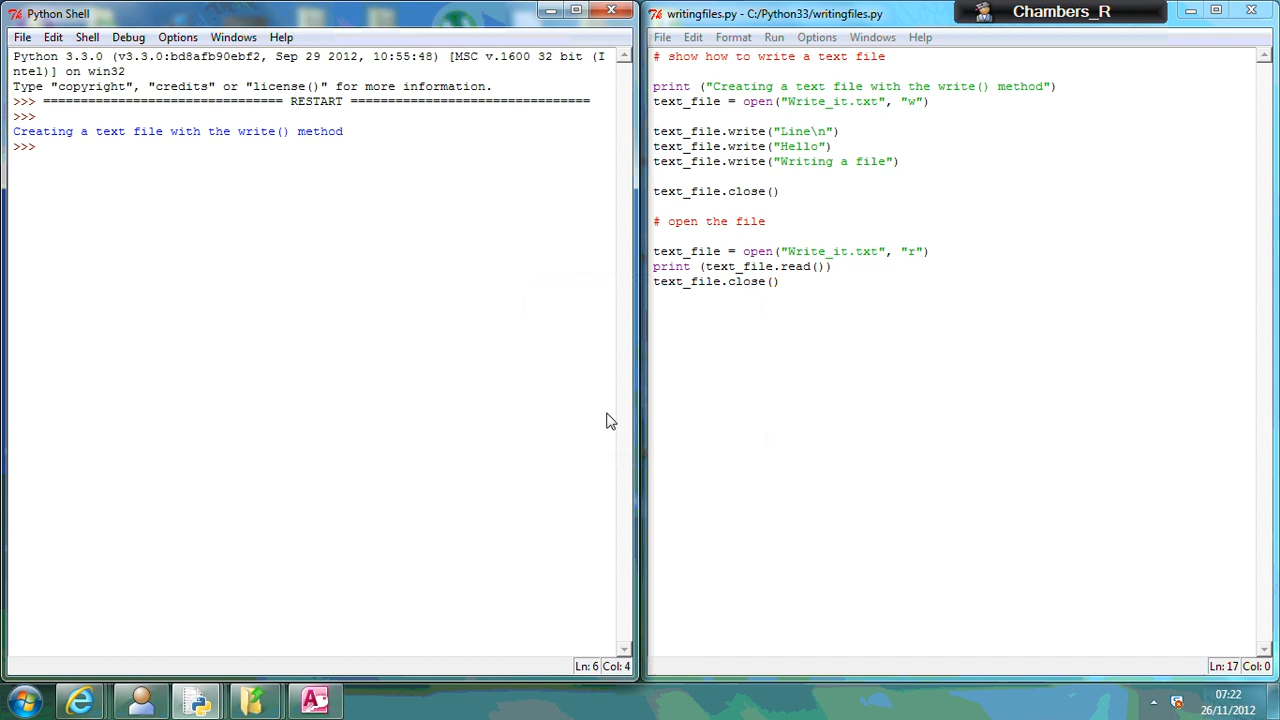 Python Shell
File Edit Shell Debug Options Windows Help
Python 3.3.0 (v3.3.0:bd8afb90ebf2, Sep 29 2012, 10:55:48) [MSC v.1600 32 bit (I
ntel)] on win32
Type "copyright", "credits" or "license()" for more information.
>>> ================================ RESTART ================================
>>>
Creating a text file with the write() method
>>>
Ln: 6 Col: 4
writingfiles.py - C:/Python33/writingfiles.py
Chambers_R
File Edit Format Run Options Windows Help
# show how to write a text file
print ("Creating a text file with the write() method")
text_file = open("Write_it.txt", "w")
text_file.write("Line\n")
text_file.write("Hello")
text_file.write("Writing a file")
text_file.close()
# open the file
text_file = open("Write_it.txt", "r")
print (text_file.read())
text_file.close()
Ln: 17 Col: 0
07:22
26/11/2012